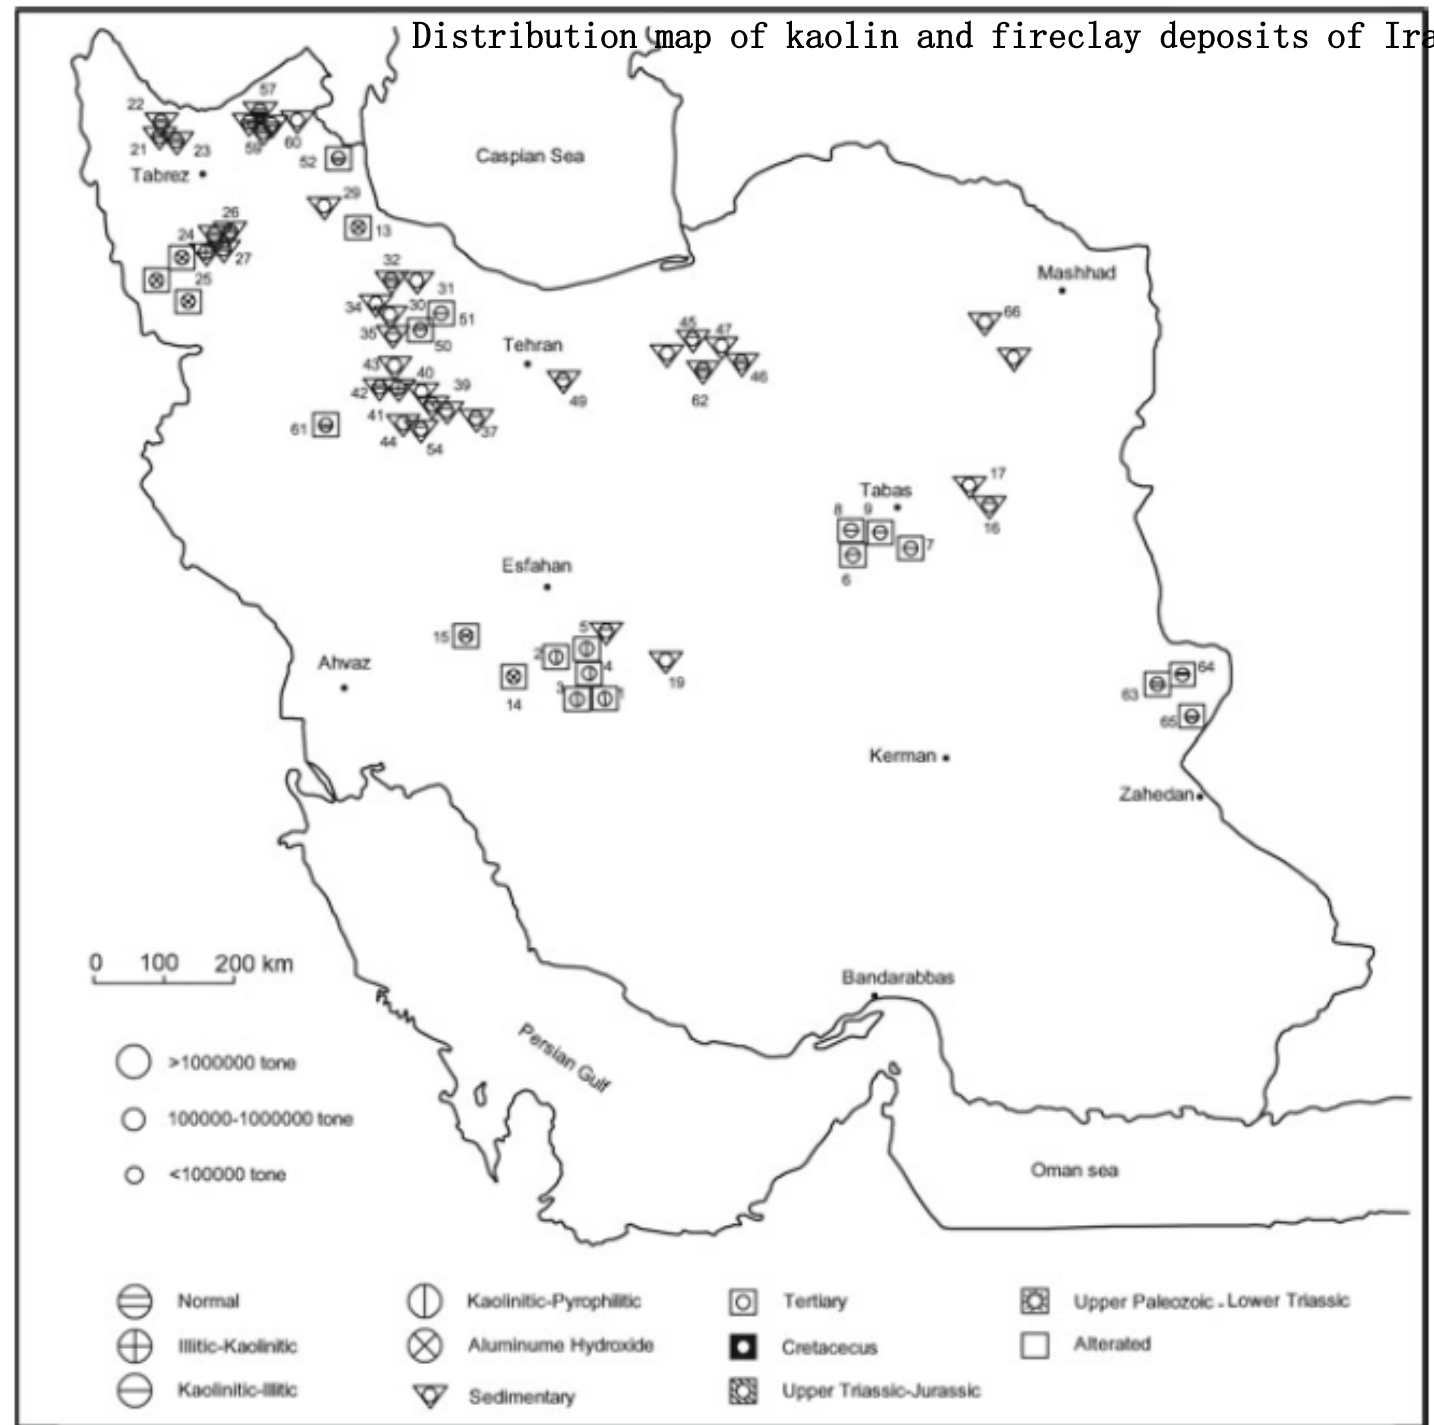 Distribution map of kaolin and fireclay deposits of Ira
57
22
60
21
23
59
52
Caspian Sea
Tabrez
29
26
13
24
27
25
Mashhad
32
31
34
30
51
66
35
50
45
47
Tehran
43
40
46
42
39
49
62
41
61
37
44
54
17
Tabas
8
9
16
7
Esfahan
6
5
15
2
4
64
Ahvaz
19
63
3
1
14
65
Kerman
Zahedan
0 100 200 km
Bandarabbas
Persian Gulf
>1000000 tone
100000-1000000 tone
<100000 tone
Oman sea
Normal
Kaolinitic-Pyrophilitic
Tertiary
Upper Paleozoic - Lower Triassic
Illitic-Kaolinitic
Aluminume Hydroxide
Cretacecus
Alterated
Kaolinitic-Illitic
Sedimentary
Upper Triassic-Jurassic